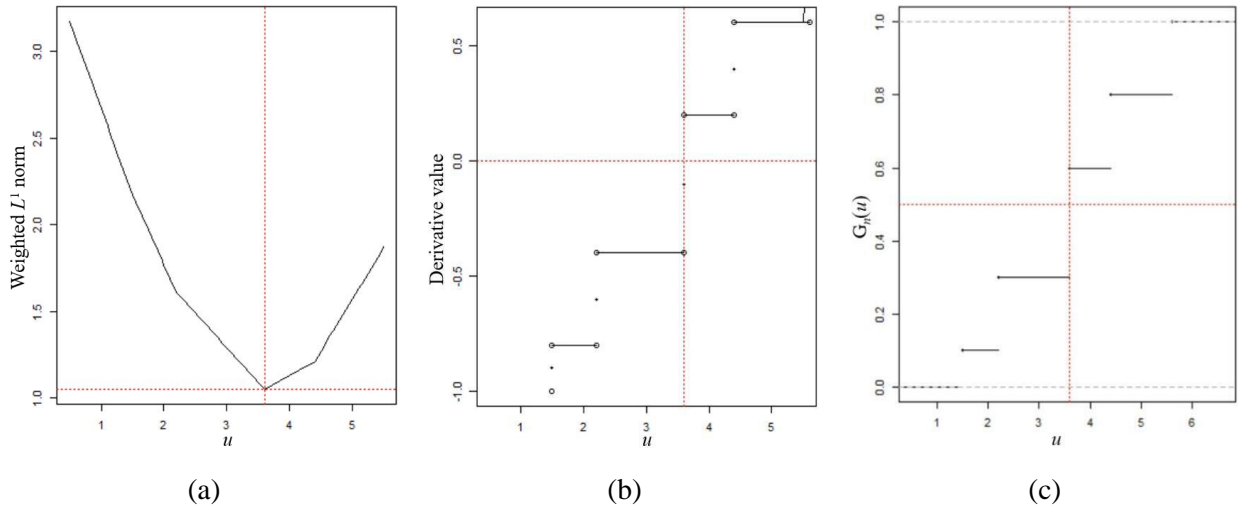 Weighted L¹ norm
3.0
2.5
2.0
1.5
1.0
1 2 3 4 5
u
(a)
Derivative value
0.5
0.0
-0.5
-1.0
1 2 3 4 5
u
(b)
Gₙ(u)
1.0
0.8
0.6
0.4
0.2
0.0
1 2 3 4 5 6
u
(c)